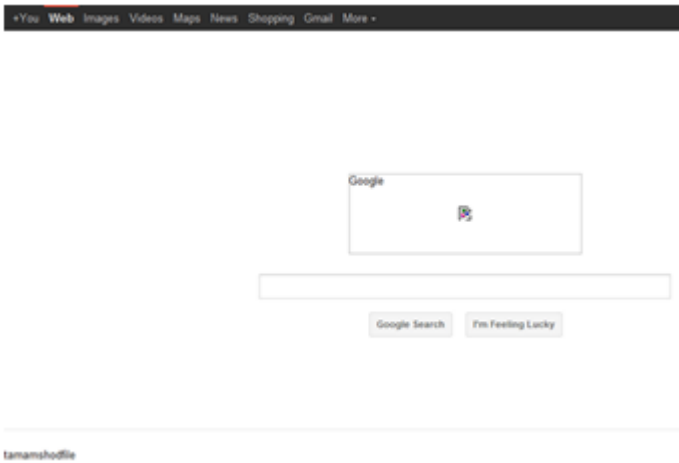 +You Web Images Videos Maps News Shopping Gmail More
Google
Google Search I'm Feeling Lucky
tamamshodfile